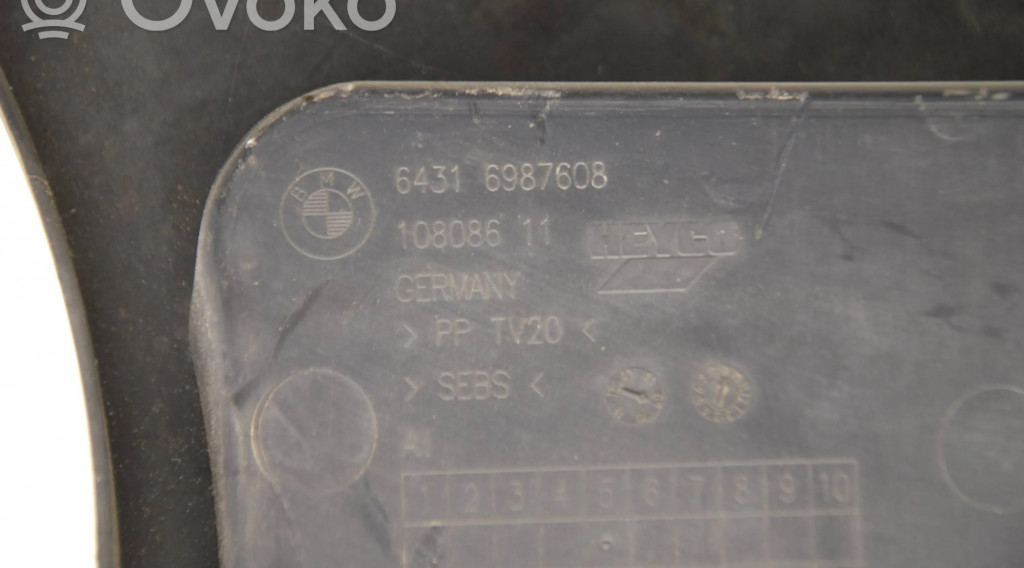 Ovoko
BMW
6431 6987608
108086 11
HEYCO
GERMANY
> PP TV20 <
> SEBS <
1 2 3 4 5 6 7 8 9 10